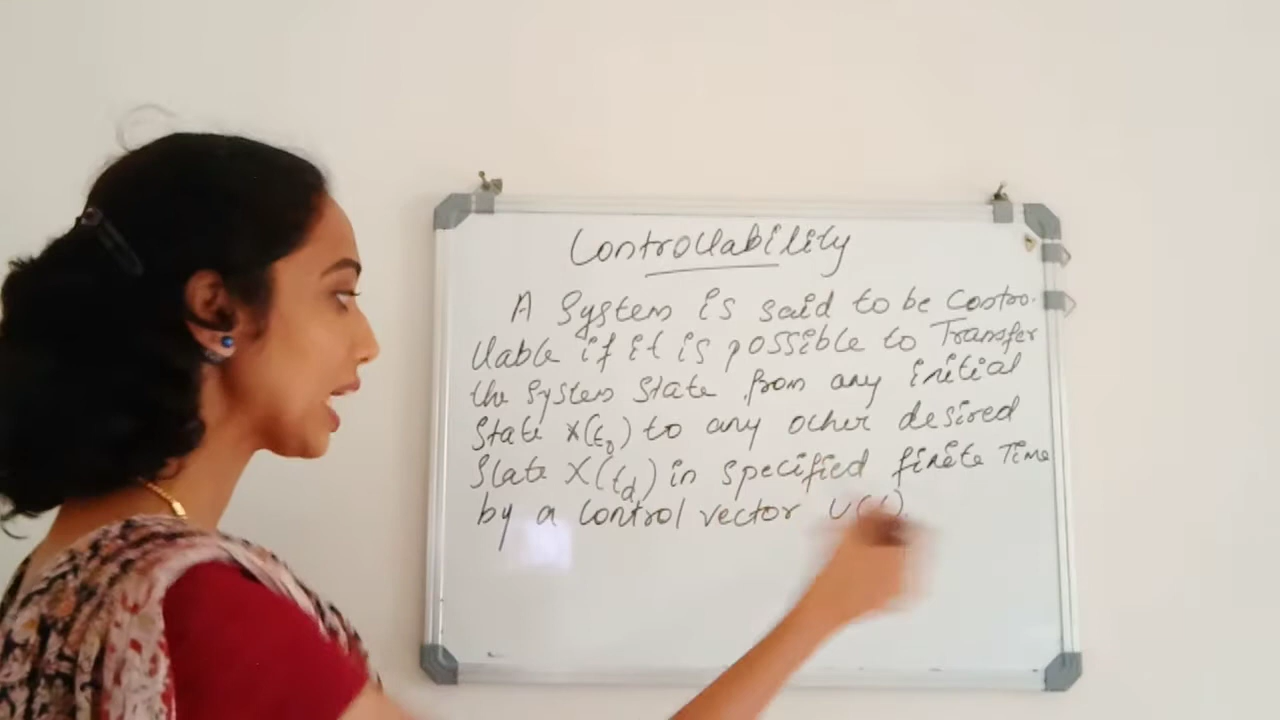 Controllability
A System is said to be Contro-
llable if it is possible to Transfer
the System State from any initial
State X(t0) to any other desired
State X(td) in specified finite Time
by a control vector U(t)